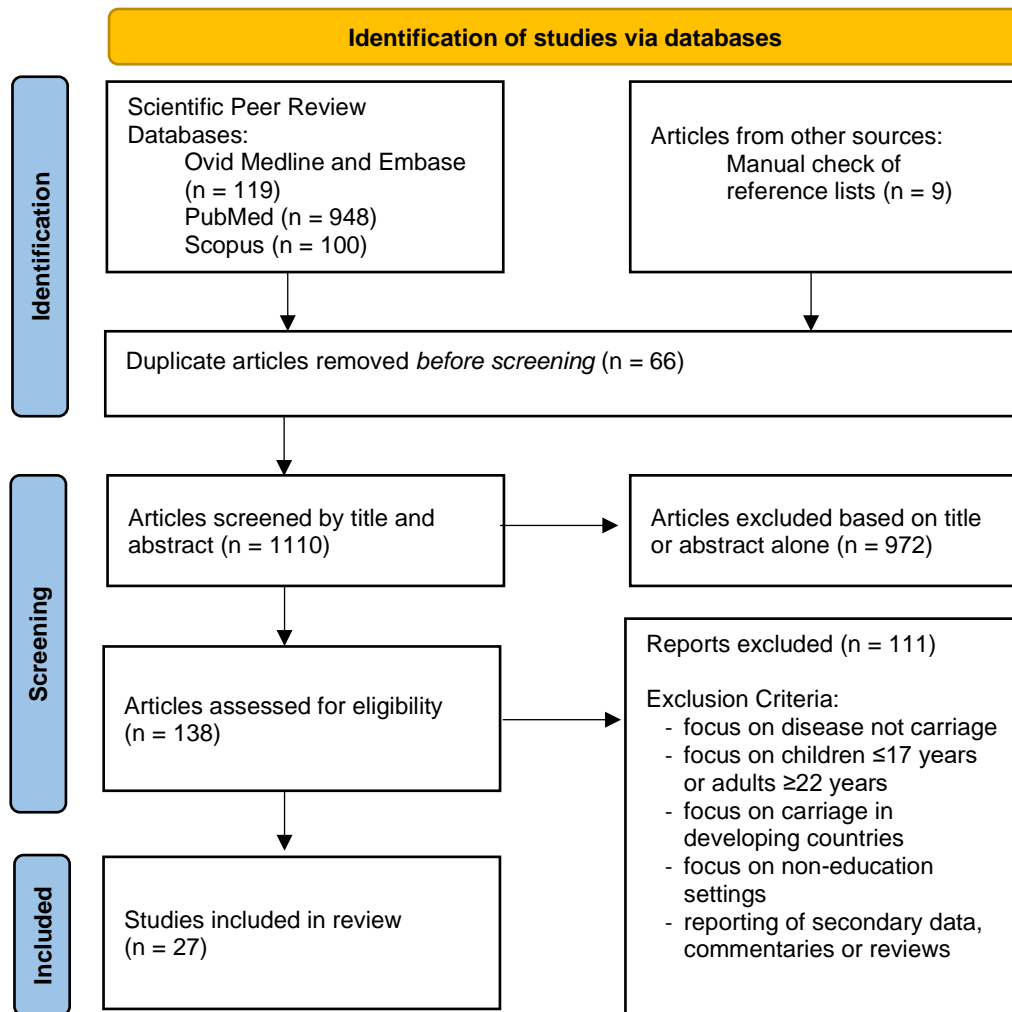 Identification of studies via databases
Identification
Scientific Peer Review
Databases:
Ovid Medline and Embase
(n = 119)
PubMed (n = 948)
Scopus (n = 100)
Articles from other sources:
Manual check of
reference lists (n = 9)
Duplicate articles removed before screening (n = 66)
Screening
Articles screened by title and
abstract (n = 1110)
Articles excluded based on title
or abstract alone (n = 972)
Articles assessed for eligibility
(n = 138)
Reports excluded (n = 111)
Exclusion Criteria:
- focus on disease not carriage
- focus on children ≤17 years
or adults ≥22 years
- focus on carriage in
developing countries
- focus on non-education
settings
- reporting of secondary data,
commentaries or reviews
Included
Studies included in review
(n = 27)